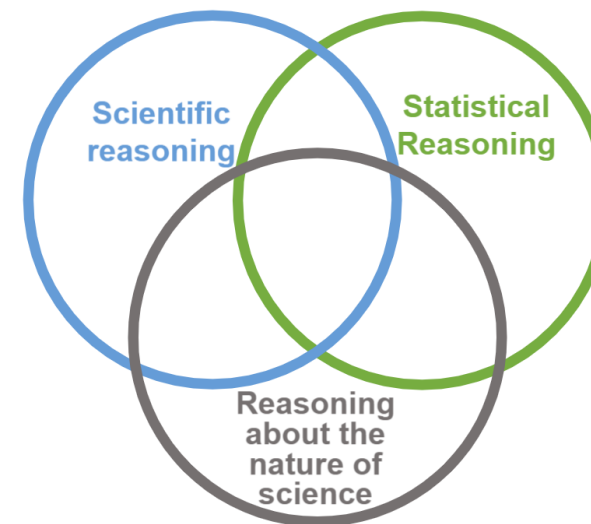 Scientific
reasoning
Statistical
Reasoning
Reasoning
about the
nature of
science